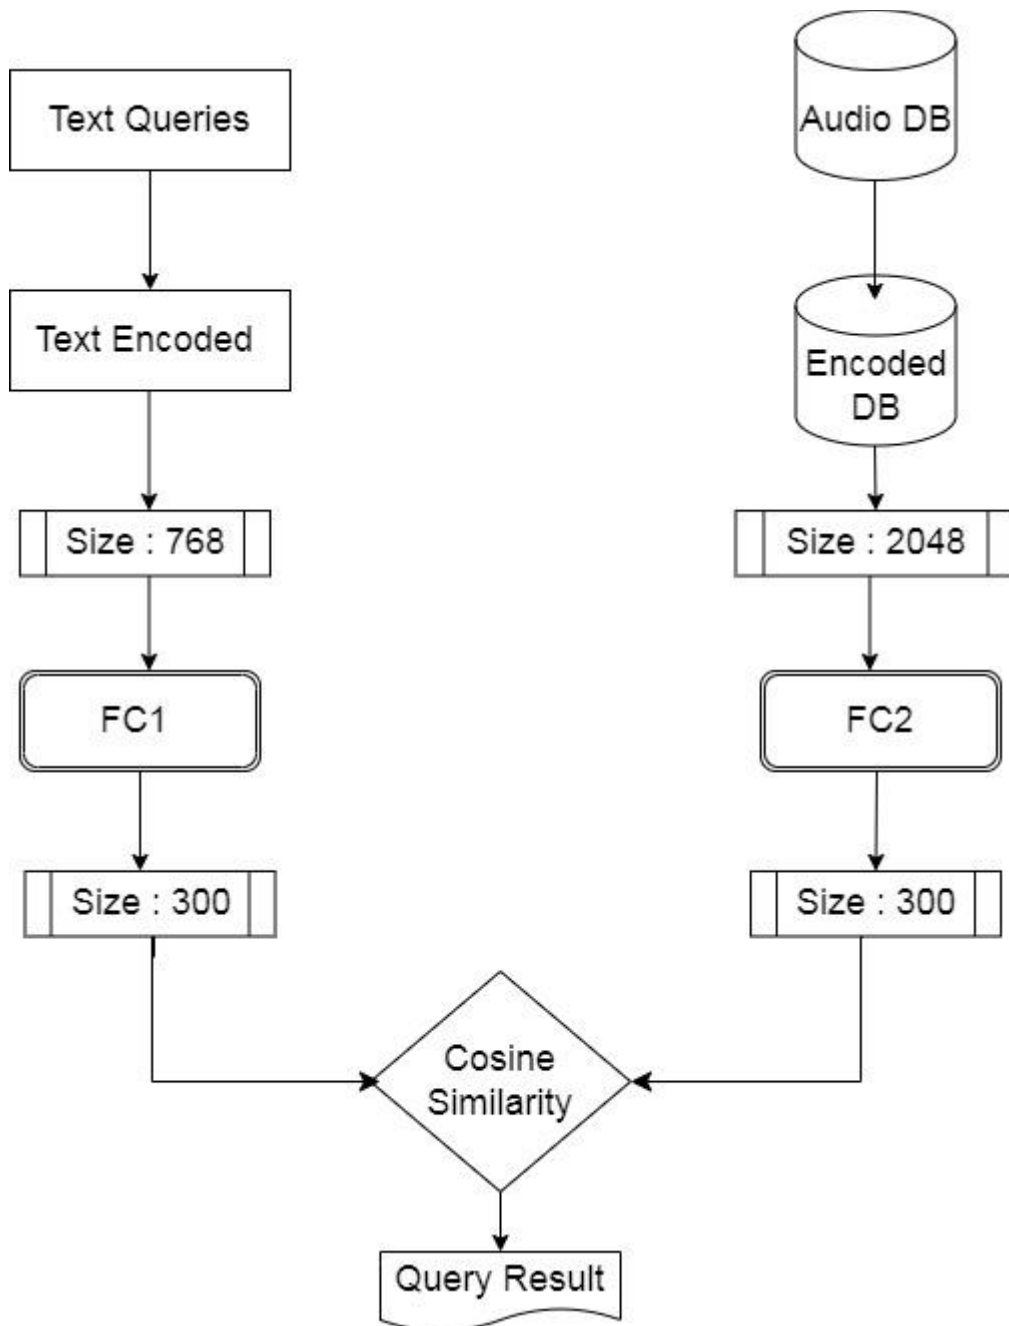 Text Queries
Audio DB
Text Encoded
Encoded
DB
Size : 768
Size : 2048
FC1
FC2
Size : 300
Size : 300
Cosine
Similarity
Query Result